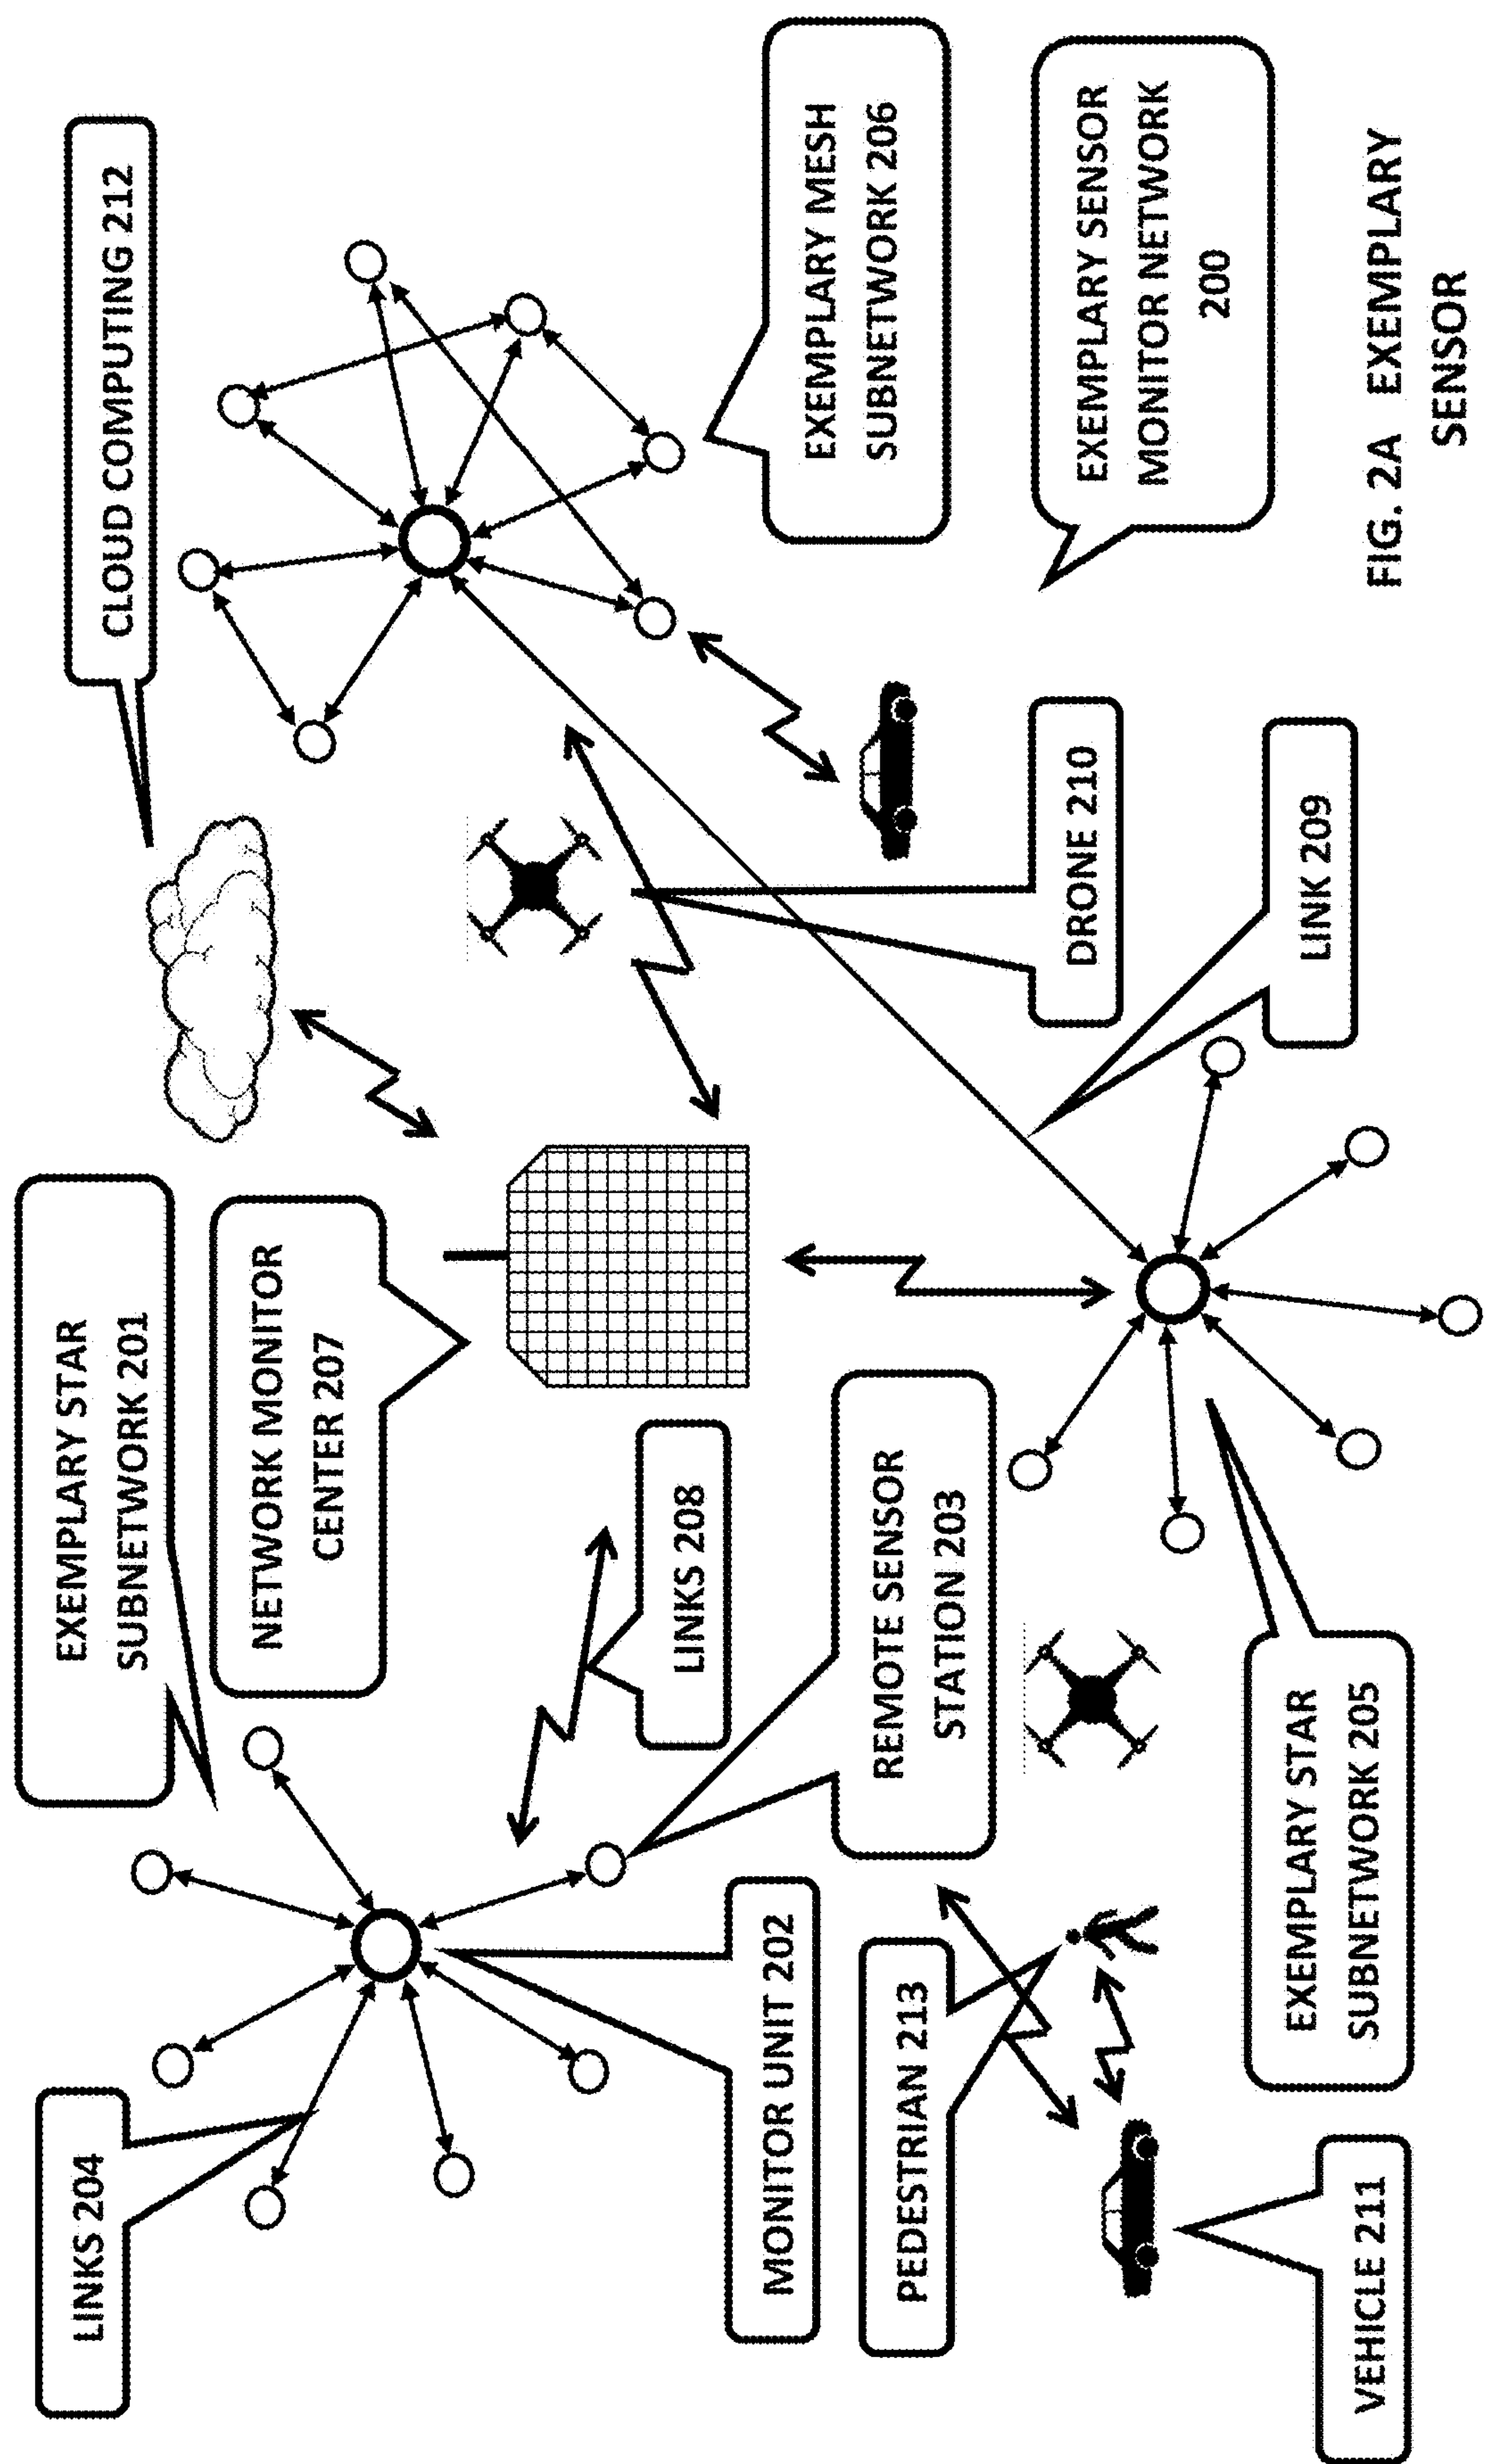 LINKS 204
EXEMPLARY STAR
SUBNETWORK 201
CLOUD COMPUTING 212
NETWORK MONITOR
CENTER 207
LINKS 208
MONITOR UNIT 202
REMOTE SENSOR
STATION 203
EXEMPLARY MESH
SUBNETWORK 206
PEDESTRIAN 213
DRONE 210
EXEMPLAR SENSOR
MONITOR NETWORK
200
VEHICLE 211
EXEMPLARY STAR
SUBNETWORK 205
LINK 209
FIG. 2A EXEMPLARY
SENSOR